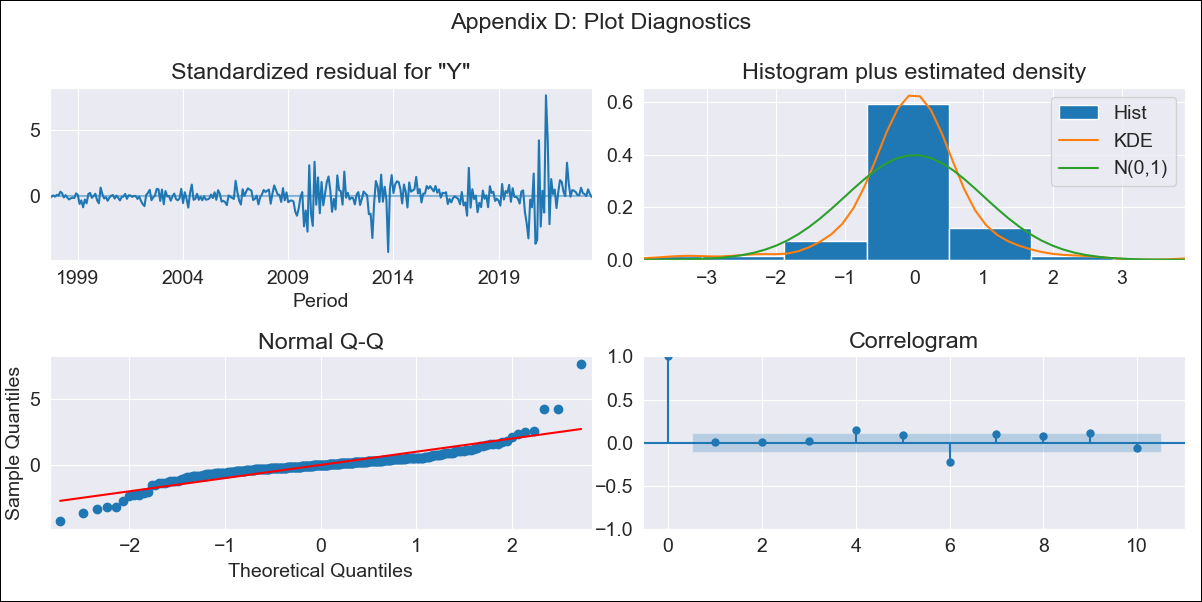 Appendix D: Plot Diagnostics
Standardized residual for "Y"
5
0
1999 2004 2009 2014 2019
Period
Histogram plus estimated density
0.6
0.4
0.2
0.0
−3 −2 −1 0 1 2 3
Hist
KDE
N(0,1)
Normal Q-Q
Sample Quantiles
5
0
−2 −1 0 1 2
Theoretical Quantiles
Correlogram
1.0
0.5
0.0
−0.5
−1.0
0 2 4 6 8 10